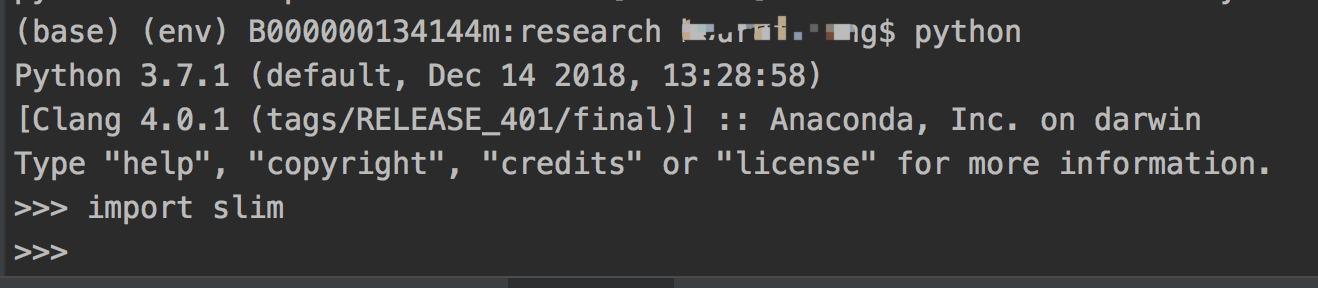 (base) (env) B000000134144m:research ng$ python
Python 3.7.1 (default, Dec 14 2018, 13:28:58)
[Clang 4.0.1 (tags/RELEASE_401/final)] :: Anaconda, Inc. on darwin
Type "help", "copyright", "credits" or "license" for more information.
>>> import slim
>>>